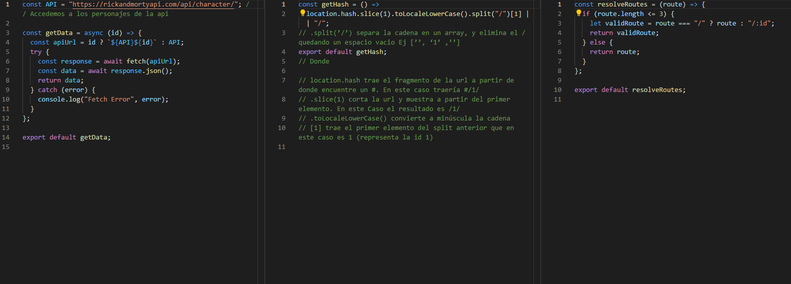 1 const API = "https://rickandmortyapi.com/api/character/"; /
/ Accedemos a los personajes de la api
2
3 const getData = async (id) => {
4 const apiUrl = id ? `${API}${id}` : API;
5 try {
6 const response = await fetch(apiUrl);
7 const data = await response.json();
8 return data;
9 } catch (error) {
10 console.log("Fetch Error", error);
11 }
12 };
13
14 export default getData;
15
1 const getHash = () =>
2 location.hash.slice(1).toLocaleLowerCase().split("/")[1] |
| "/";
3 // .split('/') separa la cadena en un array, y elimina el /
quedando un espacio vacio Ej ['', '1' ,'']
4 export default getHash;
5 // Donde
6
7 // location.hash trae el fragmento de la url a partir de
donde encuentre un #. En este caso traería #/1/
8 // .slice(1) corta la url y muestra a partir del primer
elemento. En este Caso el resultado es /1/
9 // .toLocaleLowerCase() convierte a minúscula la cadena
10 // [1] trae el primer elemento del split anterior que en
este caso es 1 (representa la id 1)
11
1 const resolveRoutes = (route) => {
2 if (route.length <= 3) {
3 let validRoute = route === "/" ? route : "/:id";
4 return validRoute;
5 } else {
6 return route;
7 }
8 };
9
10 export default resolveRoutes;
11